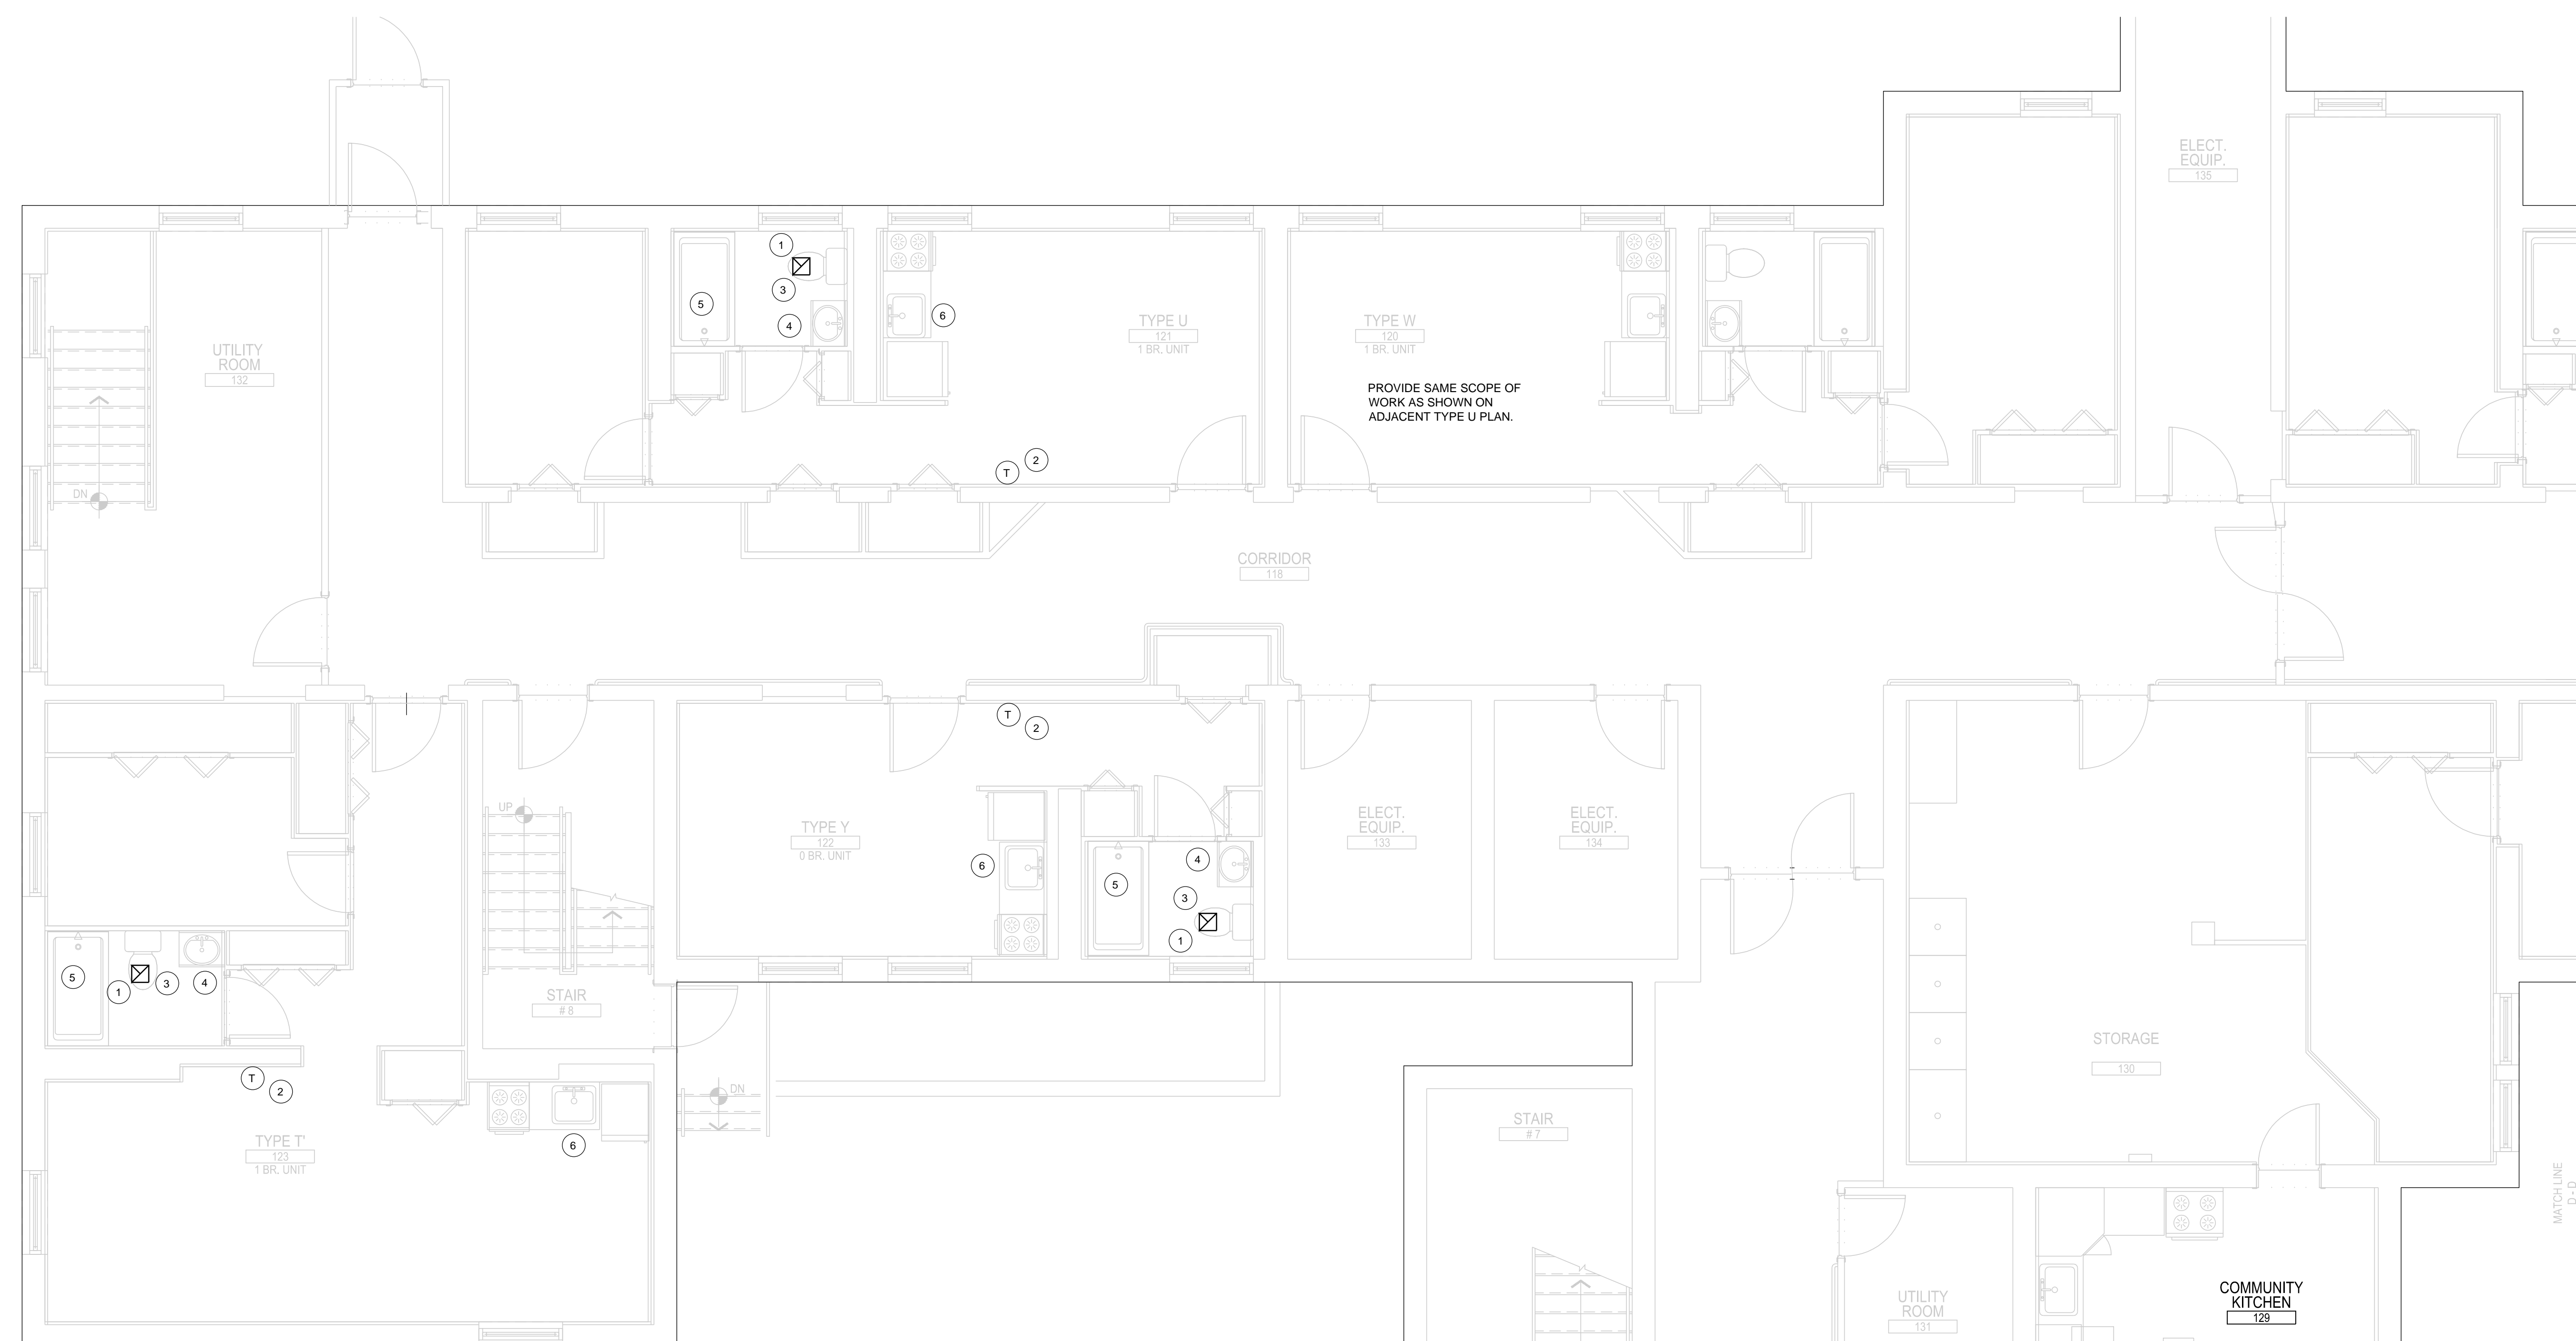 ELECT.
EQUIP.
135
1
3
5
4
6
TYPE U
121
1 BR. UNIT
TYPE W
120
1 BR. UNIT
UTILITY
ROOM
132
PROVIDE SAME SCOPE OF
WORK AS SHOWN ON
ADJACENT TYPE U PLAN.
2
T
DN
CORRIDOR
118
T
2
UP
TYPE Y
122
0 BR. UNIT
ELECT.
EQUIP.
133
ELECT.
EQUIP.
134
6
4
5
3
1
5
1
3
4
STAIR
# 8
STORAGE
130
T
2
DN
6
TYPE T'
123
1 BR. UNIT
STAIR
# 7
MATCH LINE
D - D
UTILITY
ROOM
131
COMMUNITY
KITCHEN
129